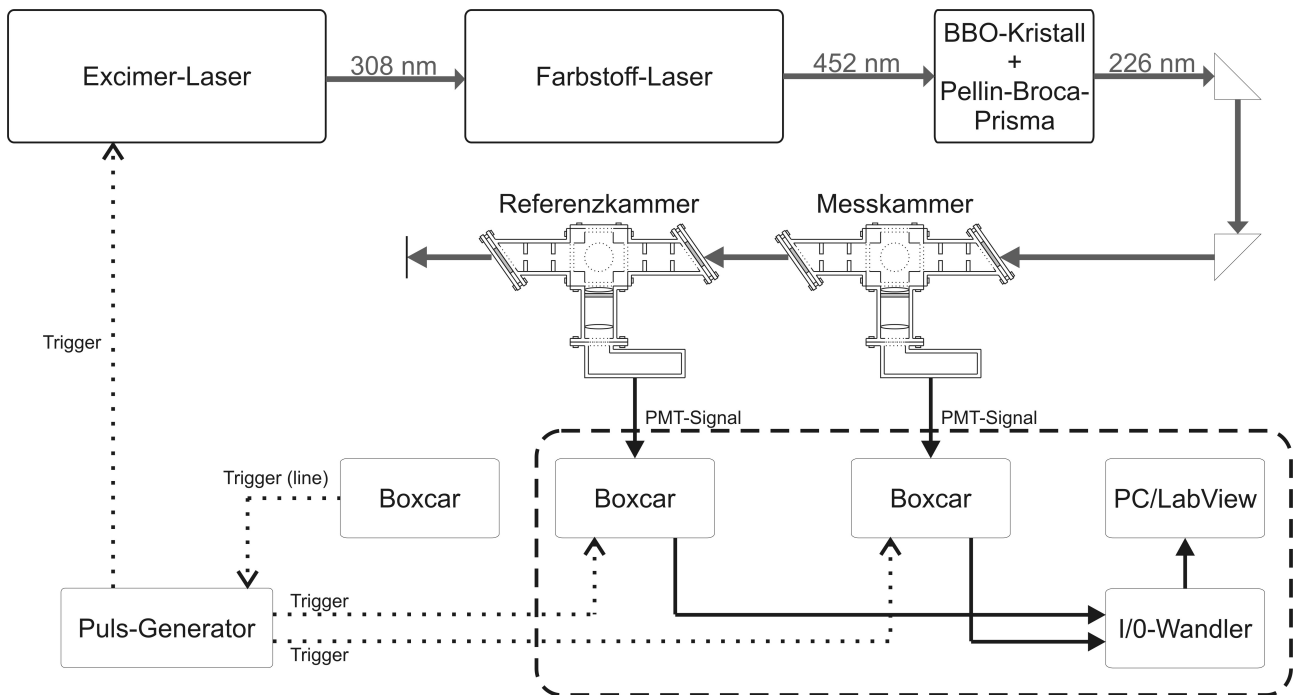 Excimer-Laser
308 nm
Farbstoff-Laser
452 nm
BBO-Kristall
+
Pellin-Broca-
Prisma
226 nm
Referenzkammer
Messkammer
Trigger
PMT-Signal
PMT-Signal
Trigger (line)
Boxcar
Boxcar
Boxcar
PC/LabView
Puls-Generator
Trigger
Trigger
I/0-Wandler